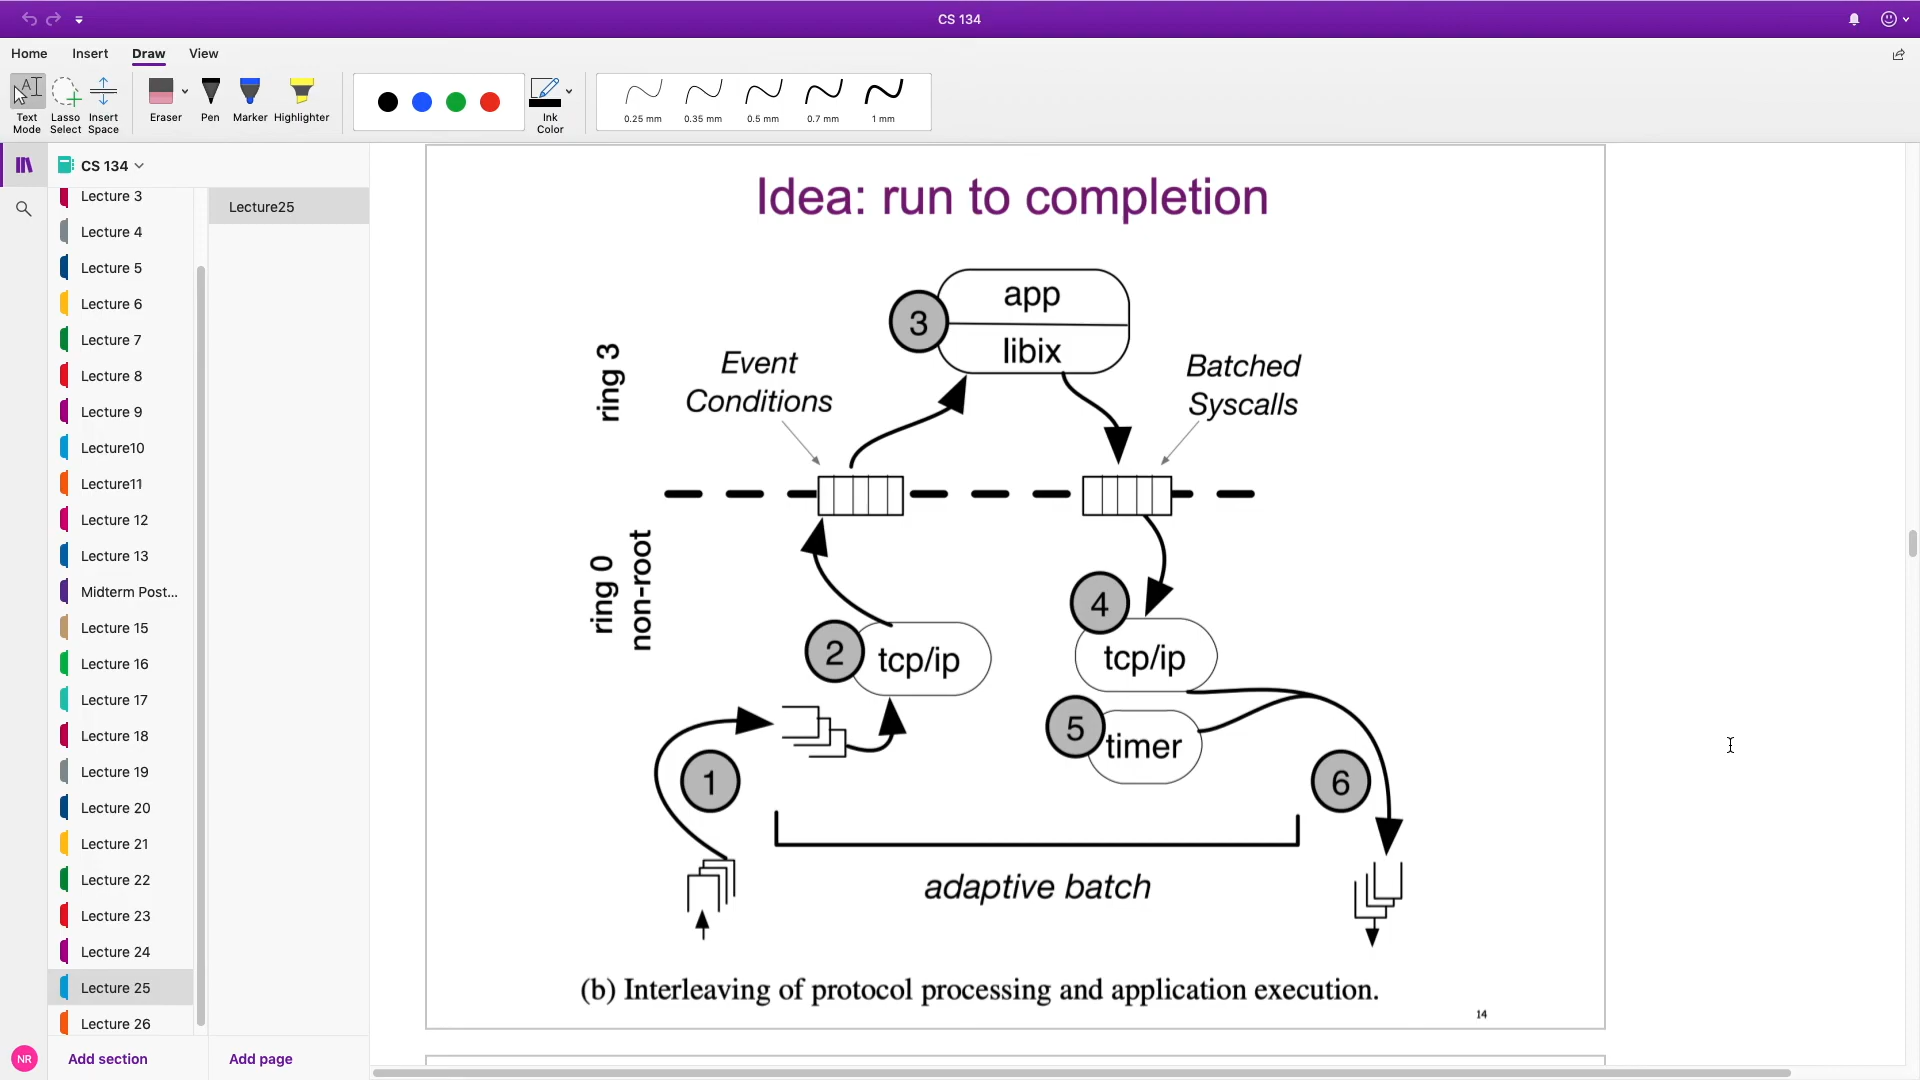 CS 134
Home Insert Draw View
Text Mode
Lasso Select
Insert Space
Eraser
Pen
Marker
Highlighter
Ink Color
0.25 mm
0.35 mm
0.5 mm
0.7 mm
1 mm
CS 134
Lecture 3
Lecture 4
Lecture 5
Lecture 6
Lecture 7
Lecture 8
Lecture 9
Lecture10
Lecture11
Lecture 12
Lecture 13
Midterm Post...
Lecture 15
Lecture 16
Lecture 17
Lecture 18
Lecture 19
Lecture 20
Lecture 21
Lecture 22
Lecture 23
Lecture 24
Lecture 25
Lecture 26
NR
Add section
Lecture25
Add page
Idea: run to completion
app
3
libix
ring 3
Event
Conditions
Batched
Syscalls
ring 0
non-root
4
2
tcp/ip
tcp/ip
5
timer
1
6
adaptive batch
(b) Interleaving of protocol processing and application execution.
14